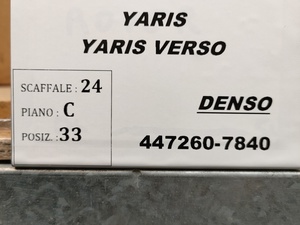 YARIS
YARIS VERSO
SCAFFALE: 24
PIANO: C
POSIZ.: 33
DENSO
447260-7840